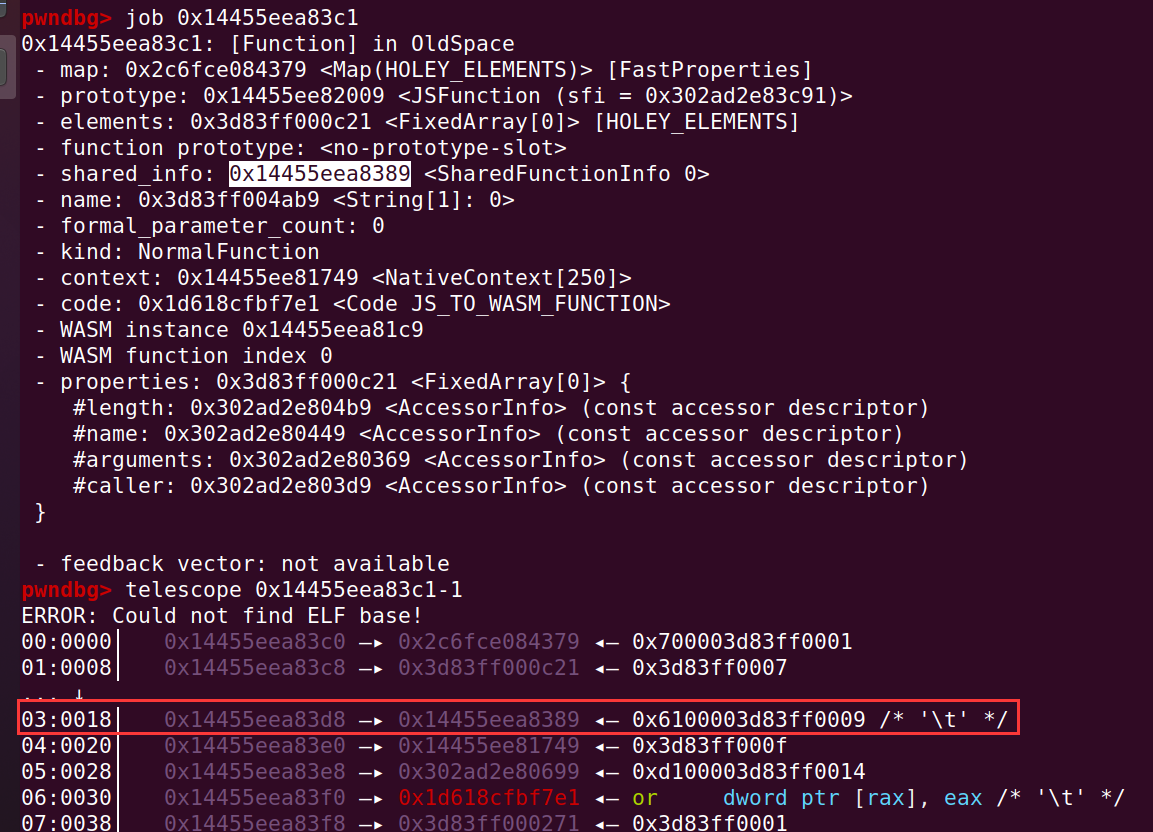 pwndbg> job 0x14455eea83c1
0x14455eea83c1: [Function] in OldSpace
- map: 0x2c6fce084379 <Map(HOLEY_ELEMENTS)> [FastProperties]
- prototype: 0x14455ee82009 <JSFunction (sfi = 0x302ad2e83c91)>
- elements: 0x3d83ff000c21 <FixedArray[0]> [HOLEY_ELEMENTS]
- function prototype: <no-prototype-slot>
- shared_info: 0x14455eea8389 <SharedFunctionInfo 0>
- name: 0x3d83ff004ab9 <String[1]: 0>
- formal_parameter_count: 0
- kind: NormalFunction
- context: 0x14455ee81749 <NativeContext[250]>
- code: 0x1d618cfbf7e1 <Code JS_TO_WASM_FUNCTION>
- WASM instance 0x14455eea81c9
- WASM function index 0
- properties: 0x3d83ff000c21 <FixedArray[0]> {
#length: 0x302ad2e804b9 <AccessorInfo> (const accessor descriptor)
#name: 0x302ad2e80449 <AccessorInfo> (const accessor descriptor)
#arguments: 0x302ad2e80369 <AccessorInfo> (const accessor descriptor)
#caller: 0x302ad2e803d9 <AccessorInfo> (const accessor descriptor)
}
- feedback vector: not available
pwndbg> telescope 0x14455eea83c1-1
ERROR: Could not find ELF base!
00:0000│ 0x14455eea83c0 —▸ 0x2c6fce084379 ◂— 0x700003d83ff0001
01:0008│ 0x14455eea83c8 —▸ 0x3d83ff000c21 ◂— 0x3d83ff0007
... ↓
03:0018│ 0x14455eea83d8 —▸ 0x14455eea8389 ◂— 0x6100003d83ff0009 /* '\t' */
04:0020│ 0x14455eea83e0 —▸ 0x14455ee81749 ◂— 0x3d83ff000f
05:0028│ 0x14455eea83e8 —▸ 0x302ad2e80699 ◂— 0xd100003d83ff0014
06:0030│ 0x14455eea83f0 —▸ 0x1d618cfbf7e1 ◂— or dword ptr [rax], eax /* '\t' */
07:0038│ 0x14455eea83f8 —▸ 0x3d83ff000271 ◂— 0x3d83ff0001